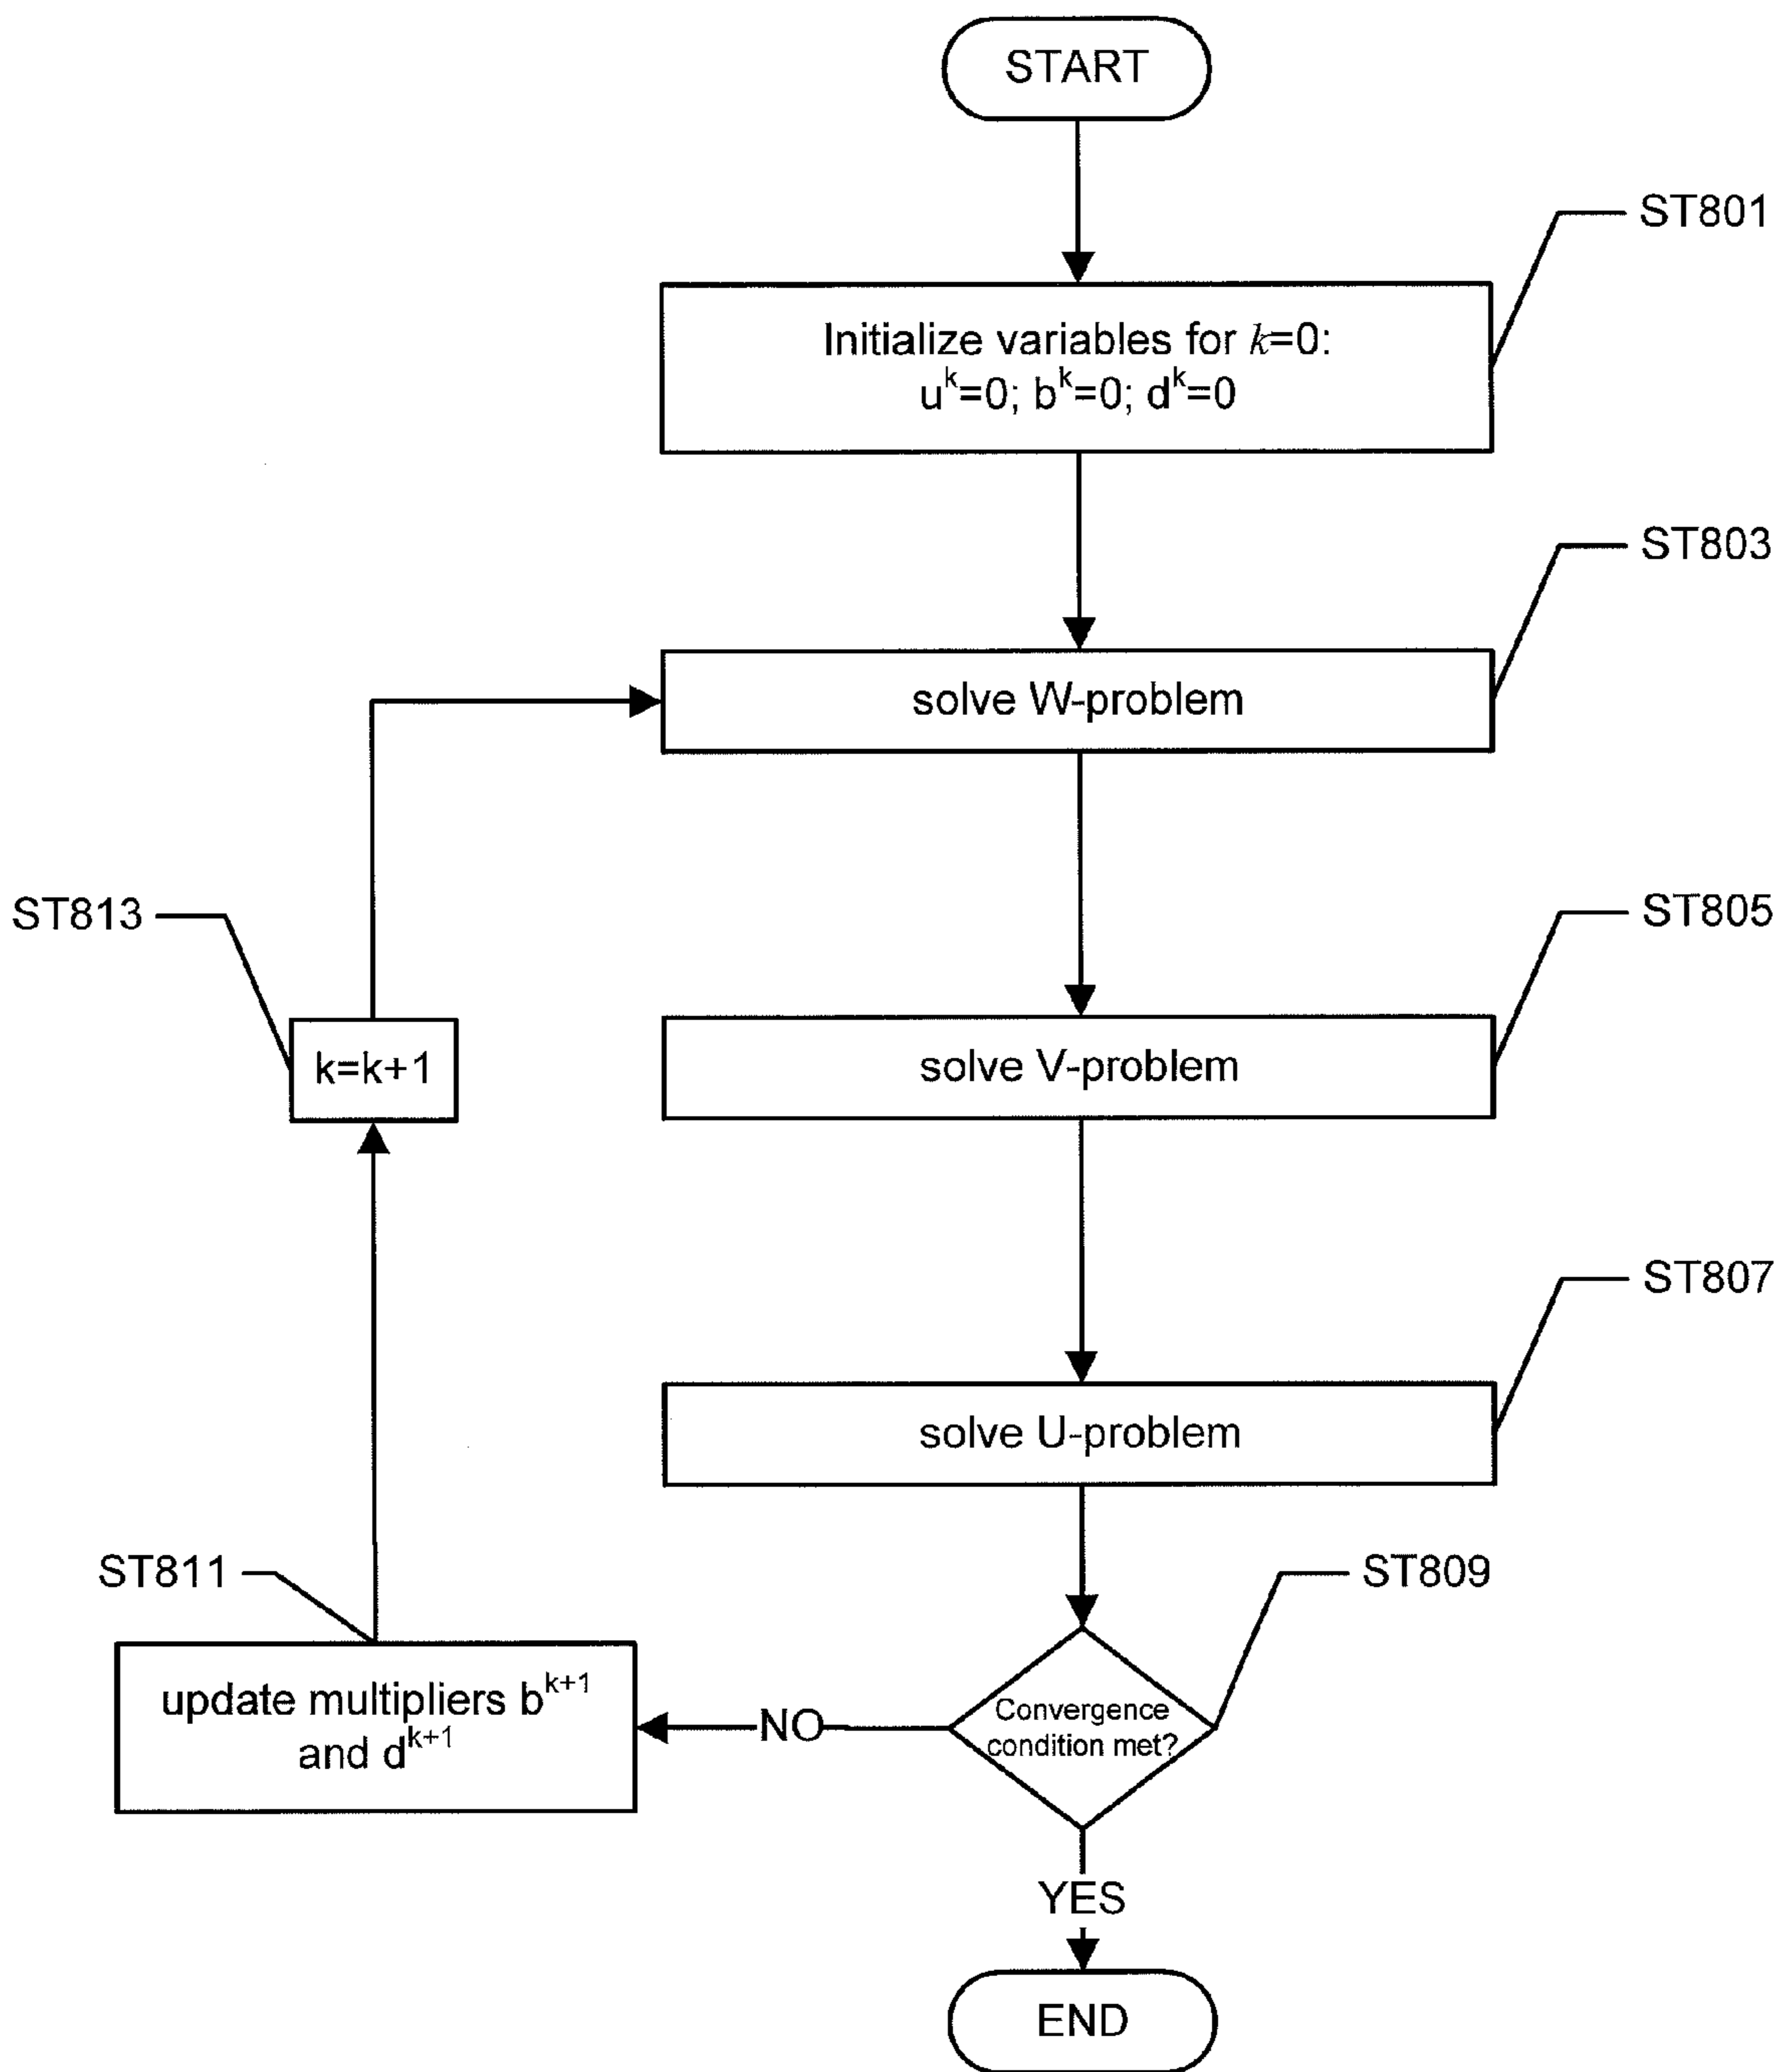 START
ST801
Initialize variables for k=0:
u^k=0; b^k=0; d^k=0
ST803
solve W-problem
ST813
ST805
k=k+1
solve V-problem
ST807
solve U-problem
ST811
ST809
update multipliers b^k+1
and d^k+1
NO
Convergence
condition met?
YES
END